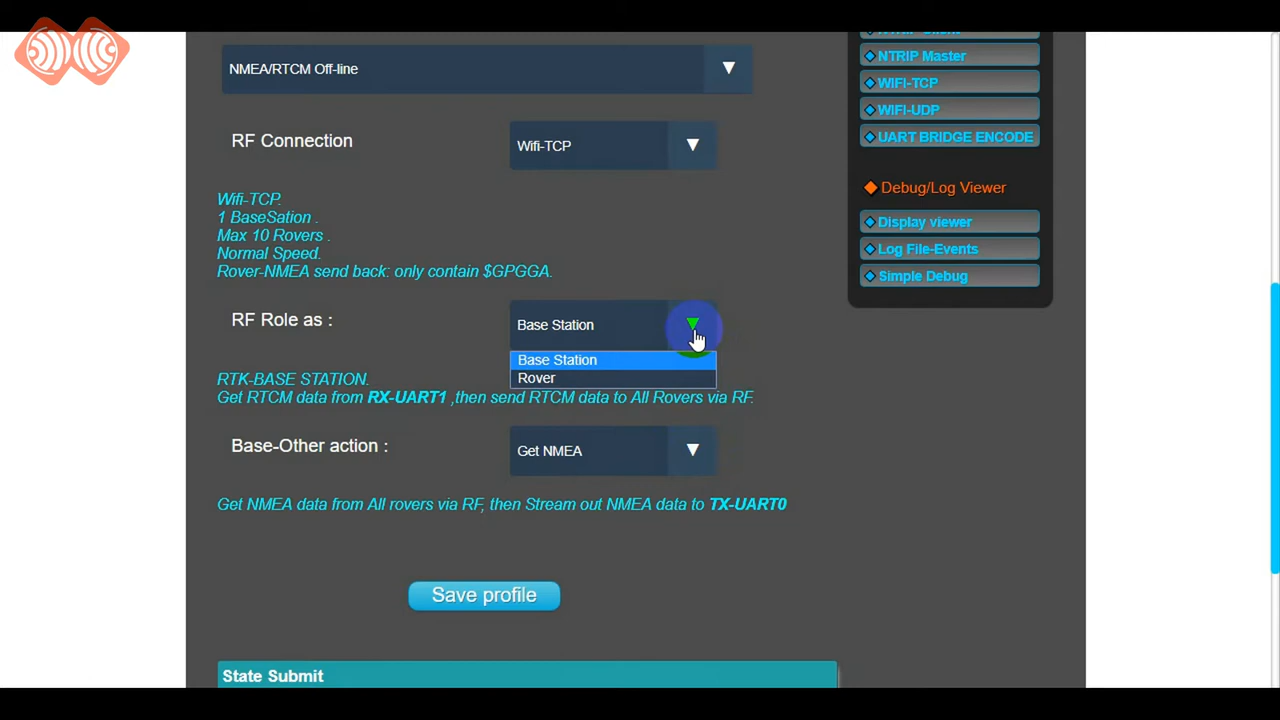 NMEA/RTCM Off-line
RF Connection
Wifi-TCP
Wifi-TCP.
1 BaseSation .
Max 10 Rovers .
Normal Speed.
Rover-NMEA send back: only contain $GPGGA.
RF Role as :
Base Station
Base Station
Rover
RTK-BASE STATION.
Get RTCM data from RX-UART1 ,then send RTCM data to All Rovers via RF.
Base-Other action :
Get NMEA
Get NMEA data from All rovers via RF, then Stream out NMEA data to TX-UART0
Save profile
State Submit
NTRIP Master
WIFI-TCP
WIFI-UDP
UART BRIDGE ENCODE
Debug/Log Viewer
Display viewer
Log File-Events
Simple Debug